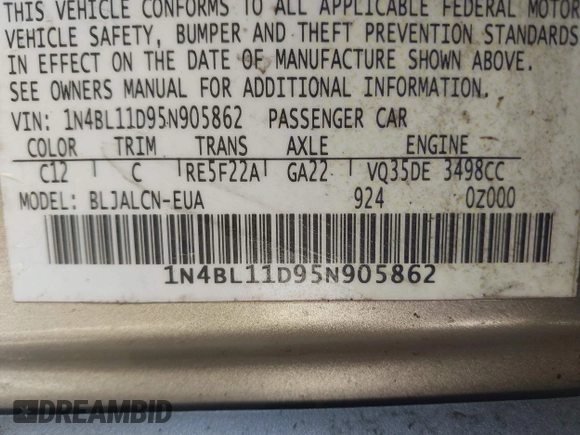 THIS VEHICLE CONFORMS TO ALL APPLICABLE FEDERAL MOTOR
VEHICLE SAFETY, BUMPER AND THEFT PREVENTION STANDARDS
IN EFFECT ON THE DATE OF MANUFACTURE SHOWN ABOVE.
SEE OWNERS MANUAL FOR ADDITIONAL INFORMATION.
VIN: 1N4BL11D95N905862 PASSENGER CAR
COLOR TRIM TRANS AXLE ENGINE
C12 C RE5F22A GA22 VQ35DE 3498CC
MODEL: BLJALCN-EUA 924 0Z000
1N4BL11D95N905862
DREAMBID